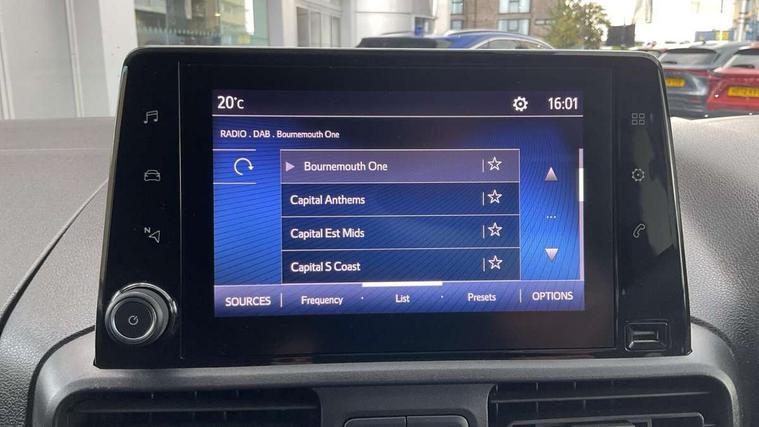 20°C 16:01
RADIO . DAB . Bournemouth One
Bournemouth One
Capital Anthems
Capital Est Mids
Capital S Coast
N
SOURCES Frequency List Presets OPTIONS